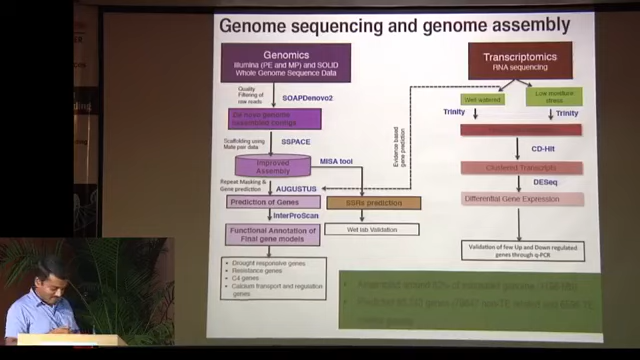 Genome sequencing and genome assembly
Genomics
Illumina (PE and MP) and SOLID
Whole Genome Sequence Data
Quality
Filtering of
raw reads
SOAPDenovo2
De novo genome
assembled contigs
Scaffolding using
Mate pair data
SSPACE
Improved
Assembly
MISA tool
Repeat Masking &
Gene prediction
AUGUSTUS
Prediction of Genes
SSRs prediction
InterProScan
Functional Annotation of
Final gene models
Wet lab Validation
• Drought responsive genes
• Resistance genes
• C4 genes
• Calcium transport and regulation
genes
Evidence based
gene prediction
Transcriptomics
RNA sequencing
Well watered
Low moisture
stress
Trinity
Trinity
CD-Hit
Clustered Transcripts
DESeq
Differential Gene Expression
Validation of few Up and Down regulated
genes through q-PCR